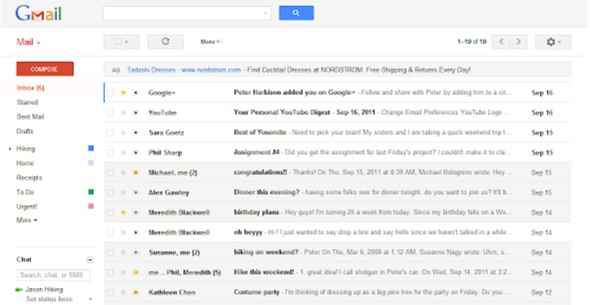 Gmail
Mail
More
1–19 of 19
COMPOSE
Inbox (6)
Starred
Sent Mail
Drafts
Hiking
Home
Receipts
To Do
Urgent!
More
Chat
Search, chat, or SMS
Jason Hiking
Set status here
AD Tadashi Dresses - www.nordstrom.com - Find Cocktail Dresses at NORDSTROM. Free Shipping & Returns Every Day!
Google+ Peter Harbison added you on Google+ - Follow and share with Peter by adding him to a cir... Sep 16
YouTube Your Personal YouTube Digest - Sep 16, 2011 - Change Email Preferences YouTube Logo ... Sep 16
Sara Goetz Best of Yosemite - Need to pick your bran! My sisters and I are taking a quick weekend trip t... Sep 15
Phil Sharp Assignment #4 - Did you get the assignment for last Friday's project? I couldn't make it to cla... Sep 15
Michael, me (2) congratulations!! - Thanks! On Thu, Sep 15, 2011 at 8:39 AM, Michael Bolognino wrote: Hey... Sep 15
Alex Gawley Dinner this evening? - having some folks over for dinner tonight. do you want to join us? It'll b... Sep 15
Meredith Blackwell birthday plans - Hey guys! I'm turning 25 a week from today. Since my birthday falls on a We... Sep 14
Meredith Blackwell oh heyyy - Hi! I just wanted to say drop a line and say hello since we haven't talked in a while... Sep 14
Suzanne, me (2) hiking on weekend? - Peter On Thu, Mar 6, 2008 at 1:12 AM, Suzanne Nagy wrote: Uhm, s... Sep 14
me .. Phil, Meredith (5) Hike this weekend! - 1. great idea! I call shotgun in Peter's car. On Wed, Sep 14, 2011 at 3:2... Sep 14
Kathleen Chen Costume party - I'm thinking of dressing up as a big pine tree for the party on Friday. Do you ... Sep 12